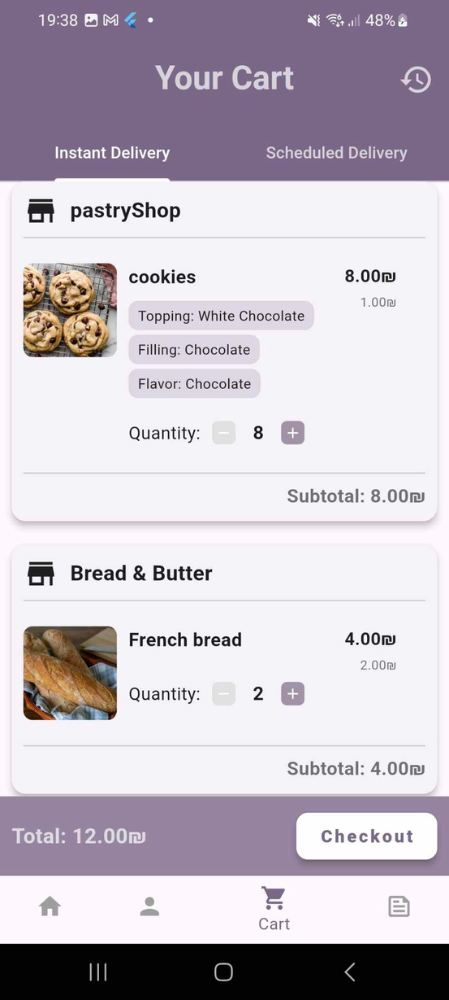 19:38
48%
Your Cart
Instant Delivery
Scheduled Delivery
pastryShop
cookies
8.00₪
1.00₪
Topping: White Chocolate
Filling: Chocolate
Flavor: Chocolate
Quantity: − 8 +
Subtotal: 8.00₪
Bread & Butter
French bread
4.00₪
2.00₪
Quantity: − 2 +
Subtotal: 4.00₪
Total: 12.00₪
Checkout
Cart